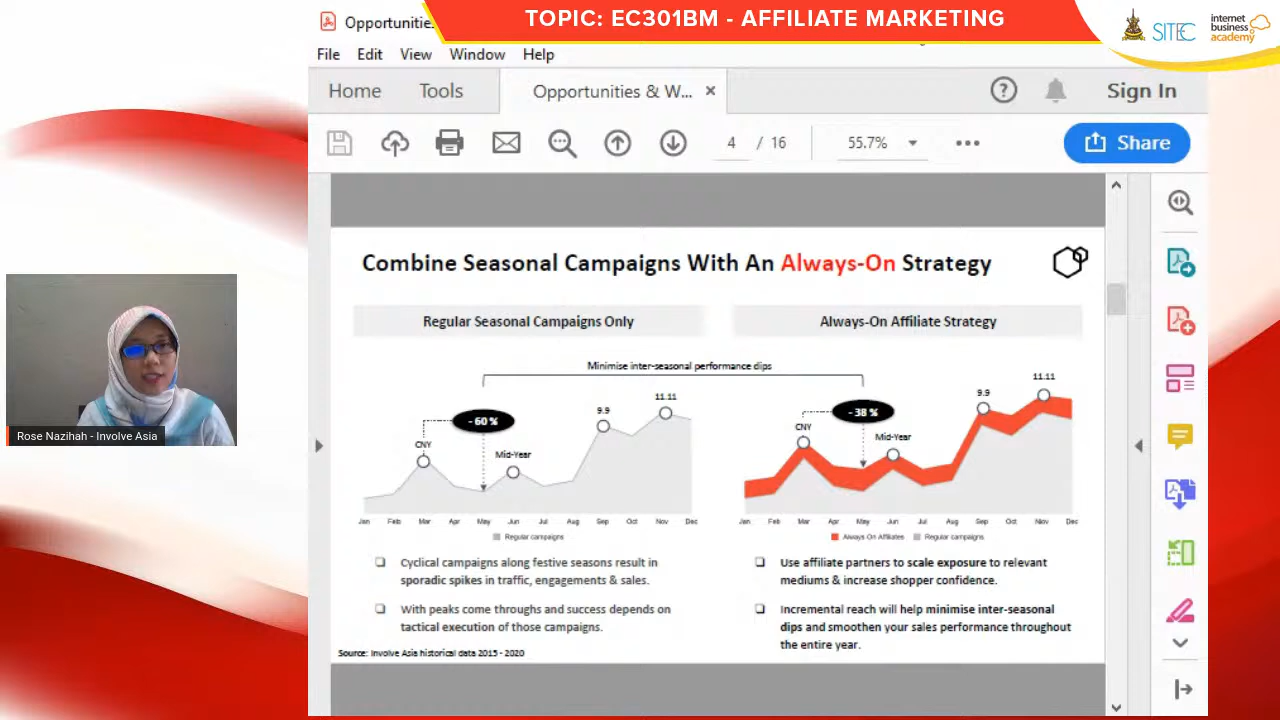 TOPIC: EC301BM - AFFILIATE MARKETING
SITEC
internet
business
academy
Opportunities
File Edit View Window Help
Home Tools Opportunities & W... × Sign In
4 / 16 55.7% Share
Combine Seasonal Campaigns With An Always-On Strategy
Regular Seasonal Campaigns Only
Always-On Affiliate Strategy
Minimise inter-seasonal performance dips
- 60 %
CNY
Mid-Year
9.9
11.11
Jan Feb Mar Apr May Jun Jul Aug Sep Oct Nov Dec
Regular campaigns
- 38 %
CNY
Mid-Year
9.9
11.11
Jan Feb Mar Apr May Jun Jul Aug Sep Oct Nov Dec
Always On Affiliates Regular campaigns
Cyclical campaigns along festive seasons result in
sporadic spikes in traffic, engagements & sales.
With peaks come throughs and success depends on
tactical execution of those campaigns.
Use affiliate partners to scale exposure to relevant
mediums & increase shopper confidence.
Incremental reach will help minimise inter-seasonal
dips and smoothen your sales performance throughout
the entire year.
Source: Involve Asia historical data 2015 - 2020
Rose Nazihah - Involve Asia